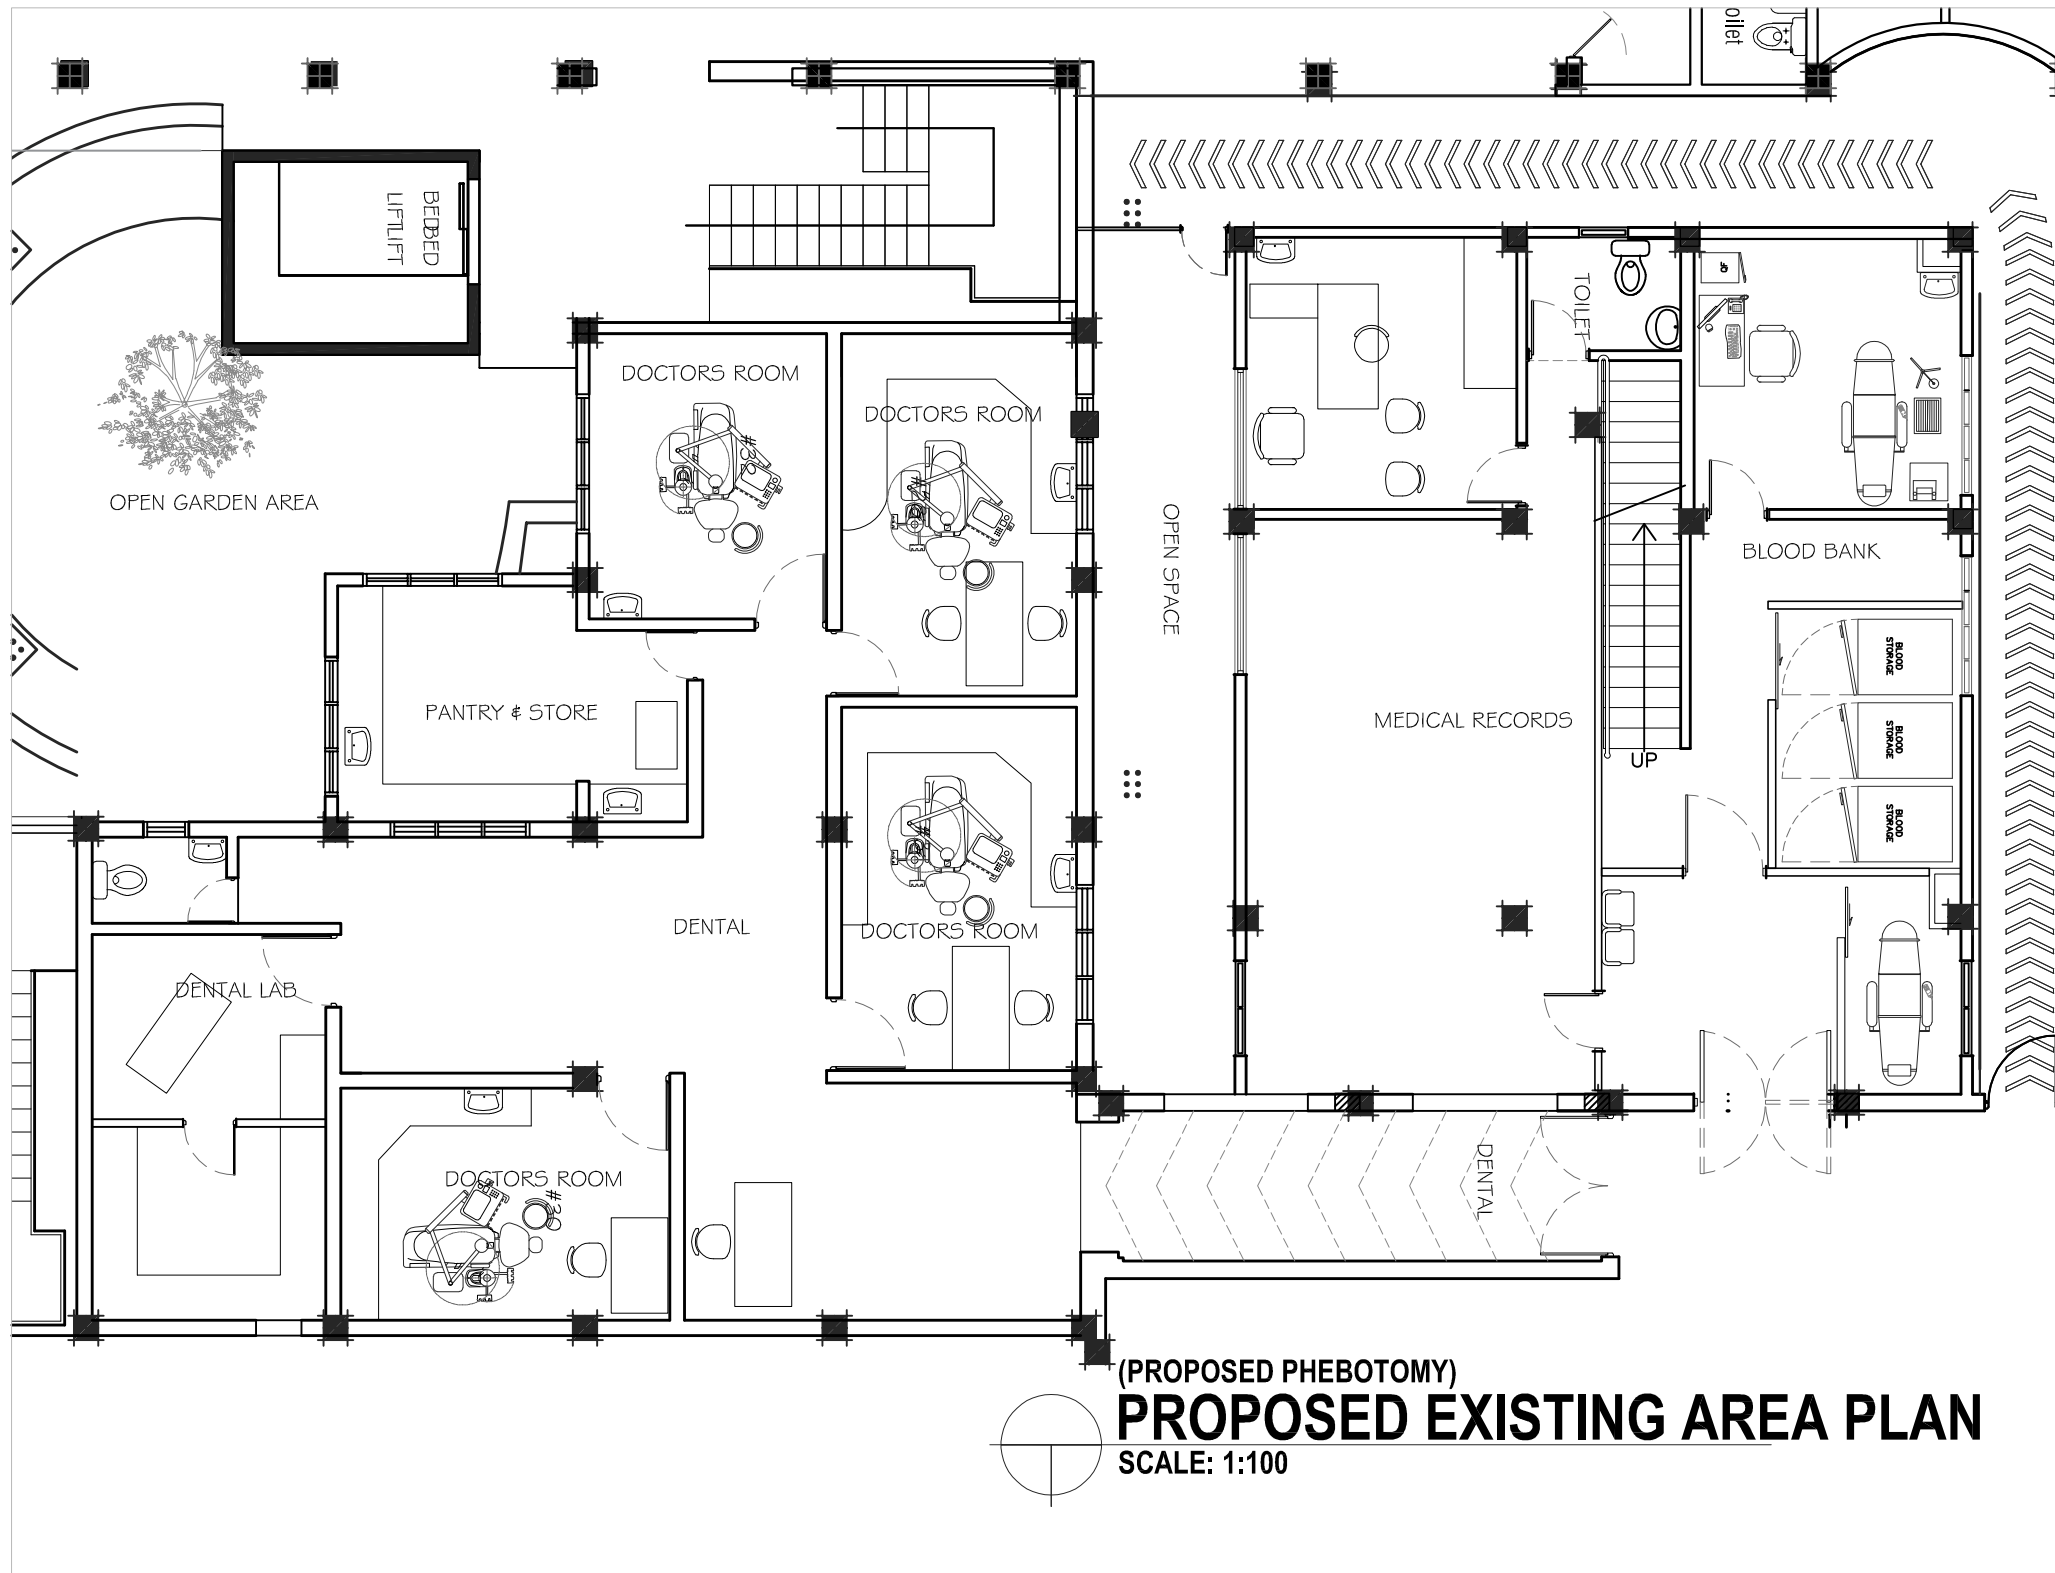 oilet
BEDBED
LIFTLIFT
DOCTORS ROOM
DOCTORS ROOM
OPEN GARDEN AREA
TOILET
OPEN SPACE
BLOOD BANK
BLOOD
STORAGE
BLOOD
STORAGE
BLOOD
STORAGE
PANTRY & STORE
MEDICAL RECORDS
UP
DENTAL
DOCTORS ROOM
DENTAL LAB
DOCTORS ROOM
DENTAL
(PROPOSED PHEBOTOMY)
PROPOSED EXISTING AREA PLAN
SCALE: 1:100